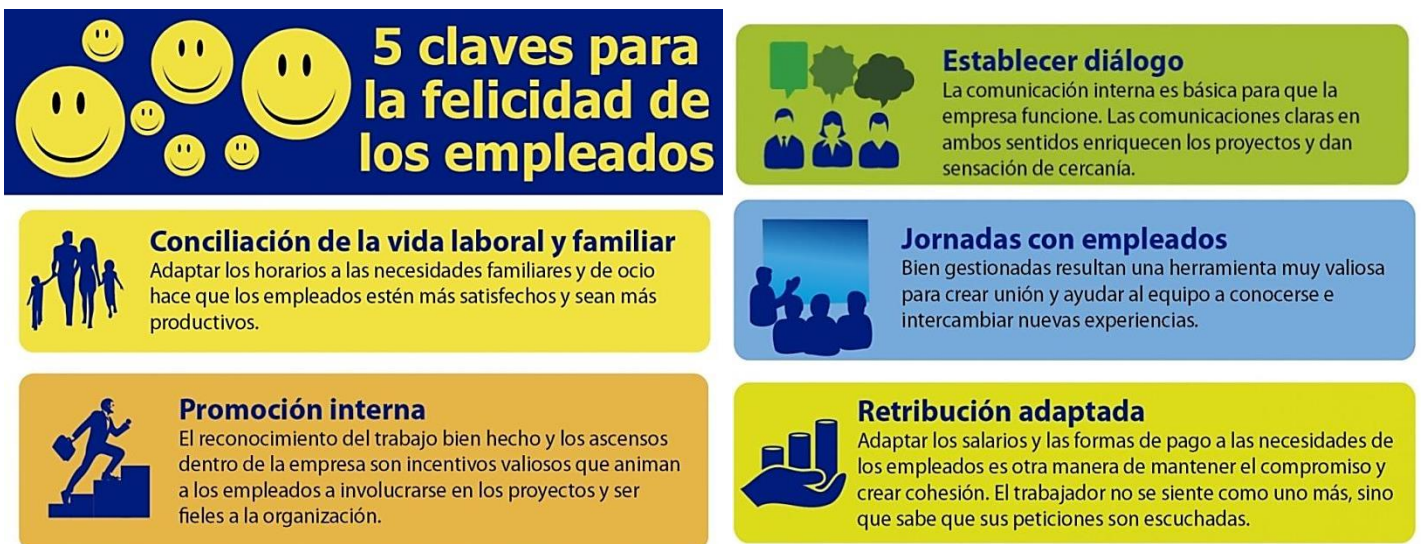 5 claves para
la felicidad de
los empleados
Conciliación de la vida laboral y familiar
Adaptar los horarios a las necesidades familiares y de ocio
hace que los empleados estén más satisfechos y sean más
productivos.
Promoción interna
El reconocimiento del trabajo bien hecho y los ascensos
dentro de la empresa son incentivos valiosos que animan
a los empleados a involucrarse en los proyectos y ser
fieles a la organización.
Establecer diálogo
La comunicación interna es básica para que la
empresa funcione. Las comunicaciones claras en
ambos sentidos enriquecen los proyectos y dan
sensación de cercanía.
Jornadas con empleados
Bien gestionadas resultan una herramienta muy valiosa
para crear unión y ayudar al equipo a conocerse e
intercambiar nuevas experiencias.
Retribución adaptada
Adaptar los salarios y las formas de pago a las necesidades de
los empleados es otra manera de mantener el compromiso y
crear cohesión. El trabajador no se siente como uno más, sino
que sabe que sus peticiones son escuchadas.